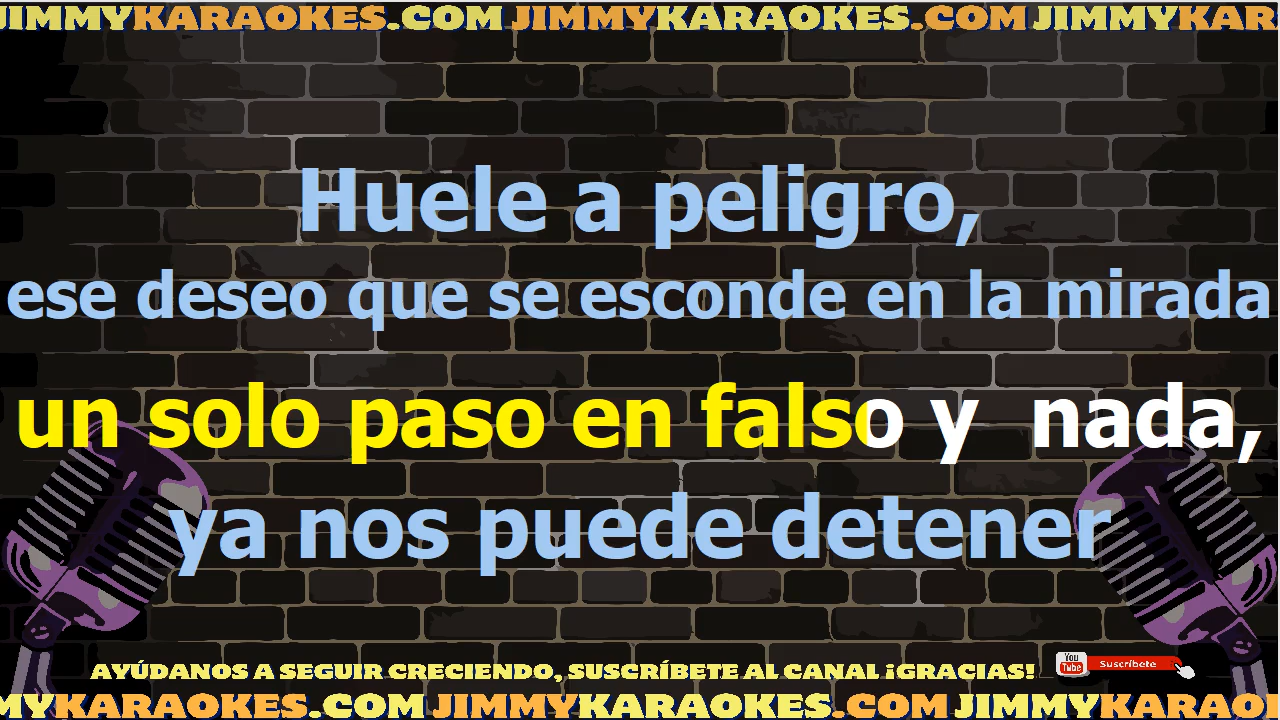 JIMMYKARAOKES.COM JIMMYKARAOKES.COM JIMMYKAR
Huele a peligro,
ese deseo que se esconde en la mirada
un solo paso en falso y  nada,
ya nos puede detener
AYÚDANOS A SEGUIR CRECIENDO, SUSCRÍBETE AL CANAL ¡GRACIAS!
You Tube Suscríbete
MYKARAOKES.COM JIMMYKARAOKES.COM JIMMYKARAO